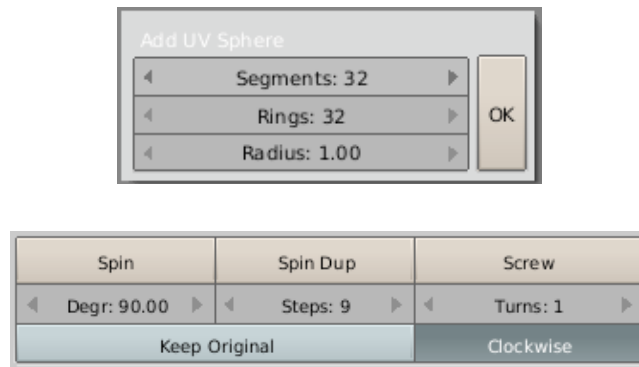 Add UV Sphere
Segments: 32
Rings: 32
OK
Radius: 1.00
Spin
Spin Dup
Screw
Degr: 90.00
Steps: 9
Turns: 1
Keep Original
Clockwise